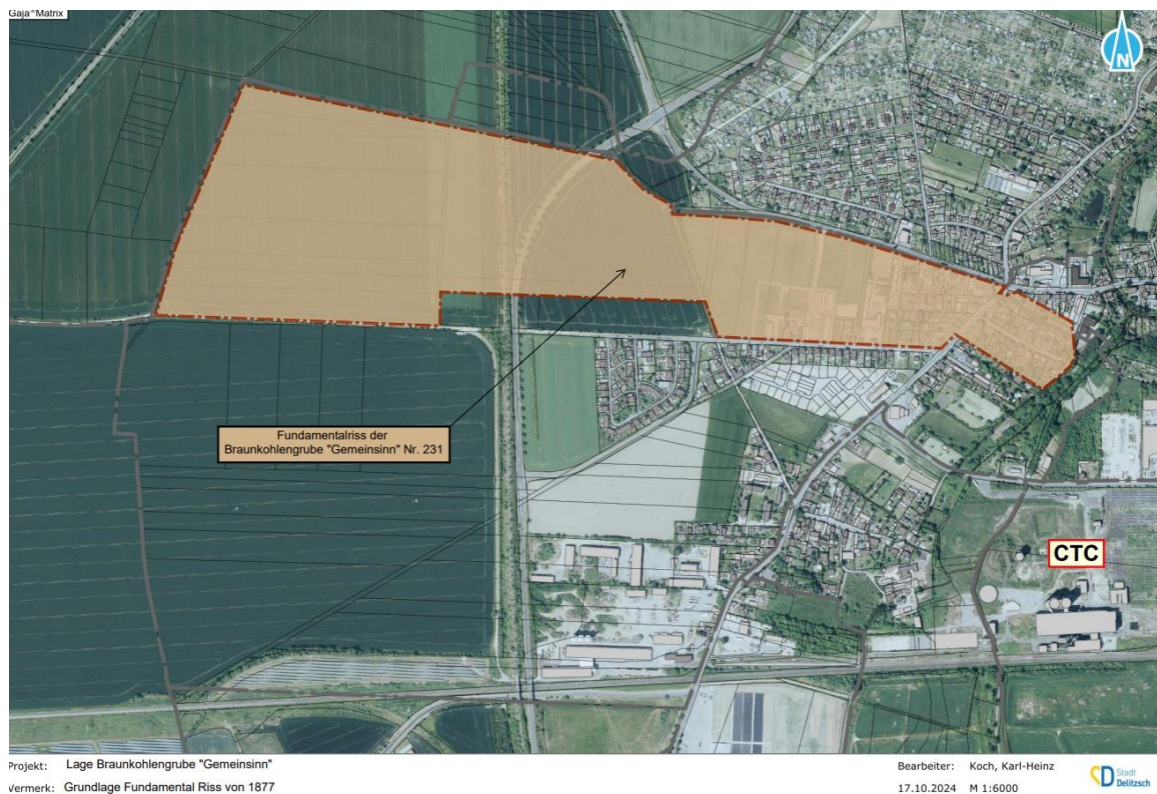 Gaja®Matrix
N
Fundamentalriss der
Braunkohlengrube "Gemeinsinn" Nr. 231
CTC
Projekt: Lage Braunkohlengrube "Gemeinsinn"
Vermerk: Grundlage Fundamental Riss von 1877
Bearbeiter: Koch, Karl-Heinz
17.10.2024 M 1:6000
Stadt
Delitzsch